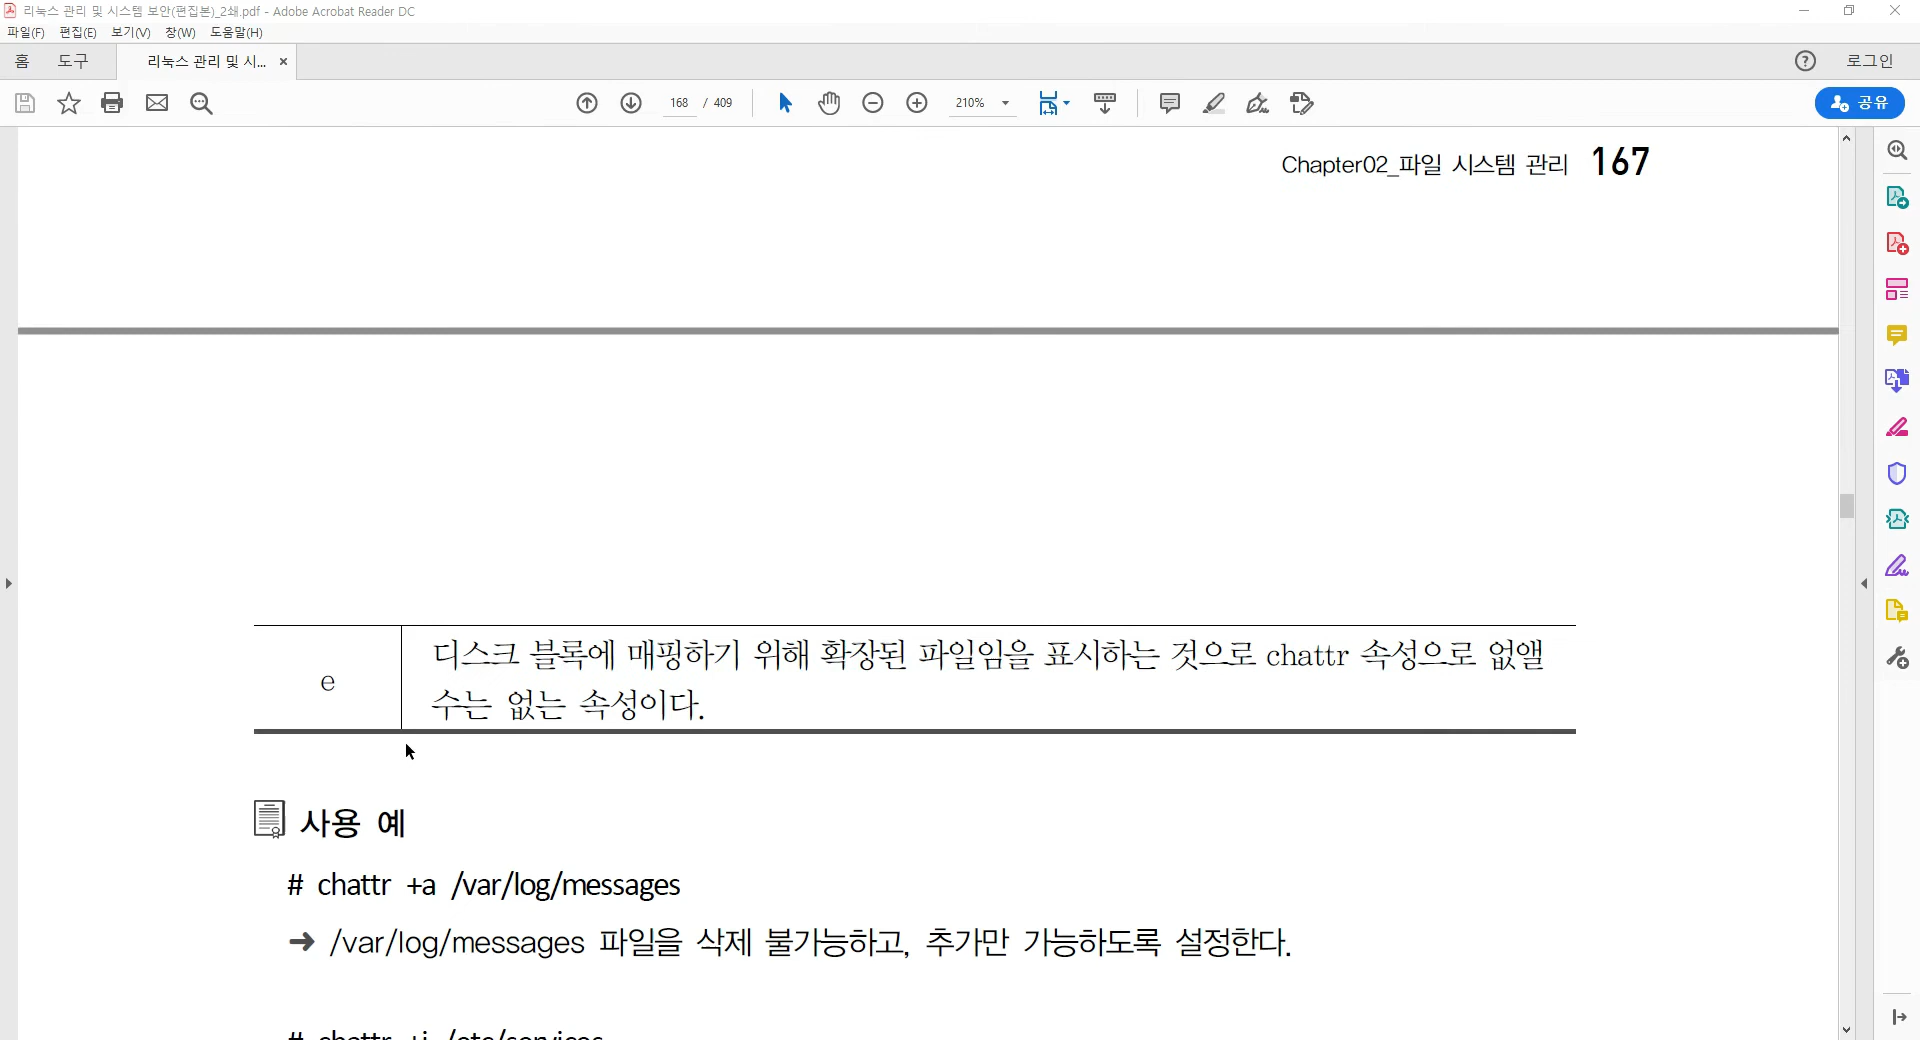 리눅스 관리 및 시스템 보안(편집본)_2쇄.pdf - Adobe Acrobat Reader DC
파일(F) 편집(E) 보기(V) 창(W) 도움말(H)
홈 도구 리눅스 관리 및 시... × 로그인
168 / 409 210% 공유
Chapter02_파일 시스템 관리 167
e
디스크 블록에 매핑하기 위해 확장된 파일임을 표시하는 것으로 chattr 속성으로 없앨
수는 없는 속성이다.
사용 예
# chattr +a /var/log/messages
➔ /var/log/messages 파일을 삭제 불가능하고, 추가만 가능하도록 설정한다.
# chattr +i /etc/services